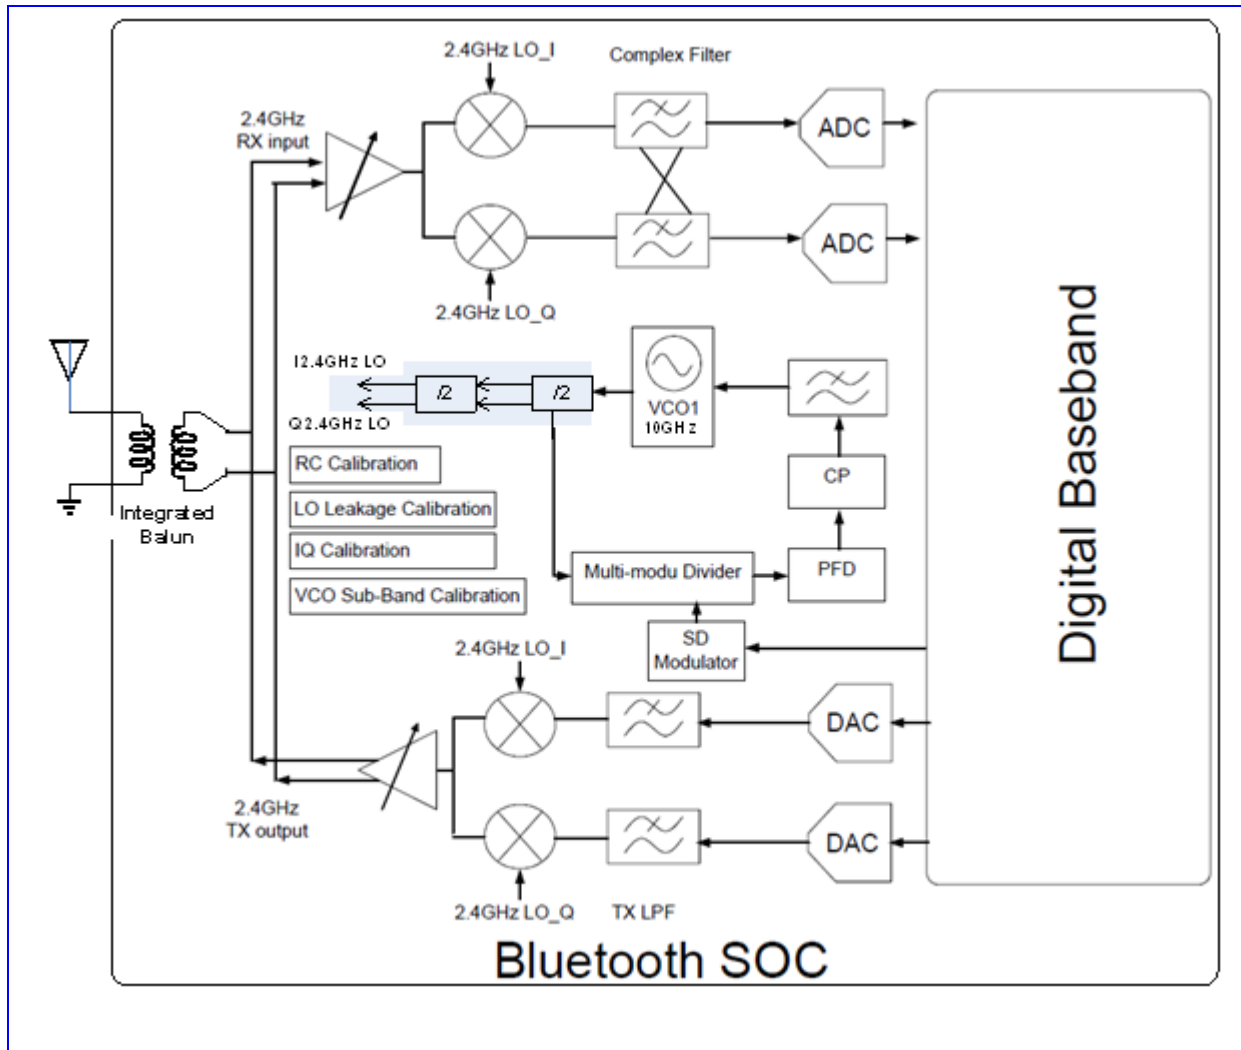 2.4GHz LO_I
Complex Filter
2.4GHz
RX input
ADC
ADC
2.4GHz LO_Q
I2.4GHz LO
/2
/2
VCO1
10GHz
Q2.4GHz LO
RC Calibration
LO Leakage Calibration
IQ Calibration
VCO Sub-Band Calibration
Integrated
Balun
CP
Multi-modu Divider
PFD
SD
Modulator
Digital Baseband
2.4GHz LO_I
DAC
2.4GHz
TX output
DAC
2.4GHz LO_Q
TX LPF
Bluetooth SOC